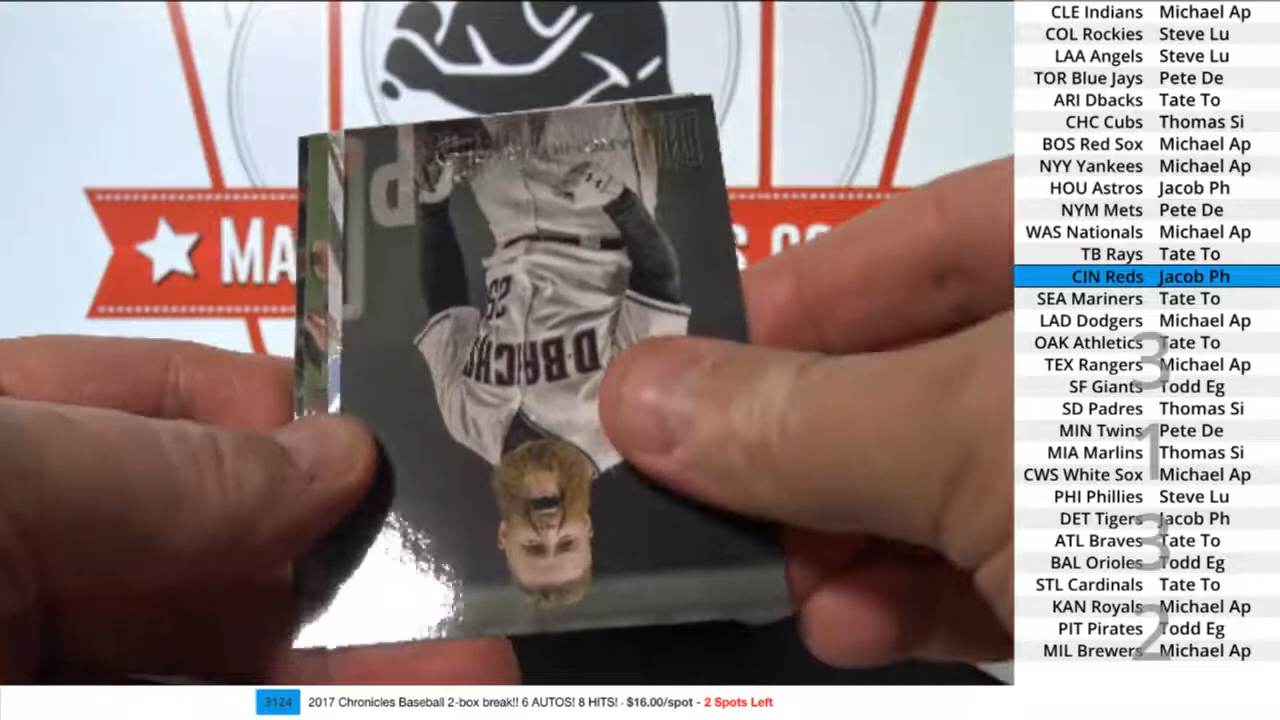 CLE Indians Michael Ap
COL Rockies Steve Lu
LAA Angels Steve Lu
TOR Blue Jays Pete De
ARI Dbacks Tate To
CHC Cubs Thomas Si
BOS Red Sox Michael Ap
NYY Yankees Michael Ap
HOU Astros Jacob Ph
NYM Mets Pete De
WAS Nationals Michael Ap
TB Rays Tate To
CIN Reds Jacob Ph
SEA Mariners Tate To
LAD Dodgers Michael Ap
OAK Athletics Tate To
TEX Rangers Michael Ap
SF Giants Todd Eg
SD Padres Thomas Si
MIN Twins Pete De
MIA Marlins Thomas Si
CWS White Sox Michael Ap
PHI Phillies Steve Lu
DET Tigers Jacob Ph
ATL Braves Tate To
BAL Orioles Todd Eg
STL Cardinals Tate To
KAN Royals Michael Ap
PIT Pirates Todd Eg
MIL Brewers Michael Ap
3
1
3
2
MA
S CO
D-BACKS
3124 2017 Chronicles Baseball 2-box break!! 6 AUTOS! 8 HITS! - $16.00/spot - 2 Spots Left